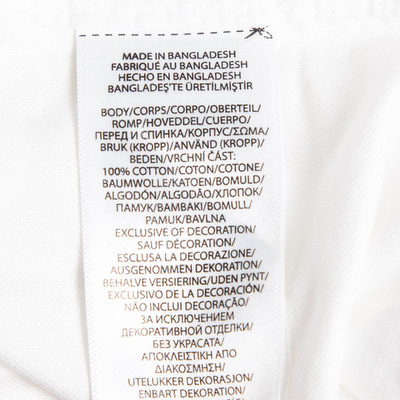 MADE IN BANGLADESH
FABRIQUÉ AU BANGLADESH
HECHO EN BANGLADESH
BANGLADEŞ'TE ÜRETİLMİŞTİR
BODY/CORPS/CORPO/OBERTEIL/
ROMP/HOVEDDEL/CUERPO/
ПЕРЕД И СПИНКА/КОРПУС/ΣΩΜΑ/
BRUK (KROPP)/ANVÄND (KROPP)/
BEDEN/VRCHNÍ ČÁST:
100% COTTON/COTON/COTONE/
BAUMWOLLE/KATOEN/BOMULD/
ALGODÓN/ALGODÃO/ХЛОПОК/
ПАМУК/BAMBAKI/BOMULL/
PAMUK/BAVLNA
EXCLUSIVE OF DECORATION/
SAUF DÉCORATION/
ESCLUSA LA DECORAZIONE/
AUSGENOMMEN DEKORATION/
BEHALVE VERSIERING/UDEN PYNT/
EXCLUSIVO DE LA DECORACIÓN/
NÃO INCLUI DECORAÇÃO/
ЗА ИСКЛЮЧЕНИЕМ
ДЕКОРАТИВНОЙ ОТДЕЛКИ/
БЕЗ УКРАСАТА/
ΑΠΟΚΛΕΙΣΤΙΚΗ ΑΠΟ
ΔΙΑΚΟΣΜΗΣΗ/
UTELUKKER DEKORASJON/
ENBART DEKORATION/